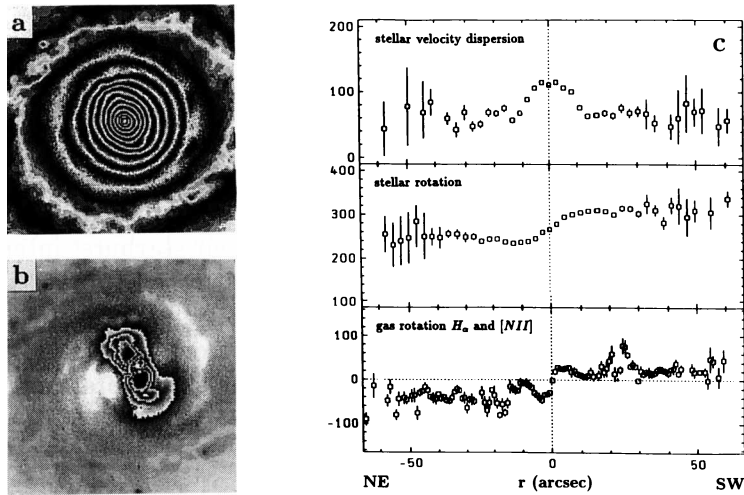 a
b
c
stellar velocity dispersion
200
100
0
stellar rotation
400
300
200
100
gas rotation Hα and [NII]
100
0
-100
-50
0
50
NE
r (arcsec)
SW